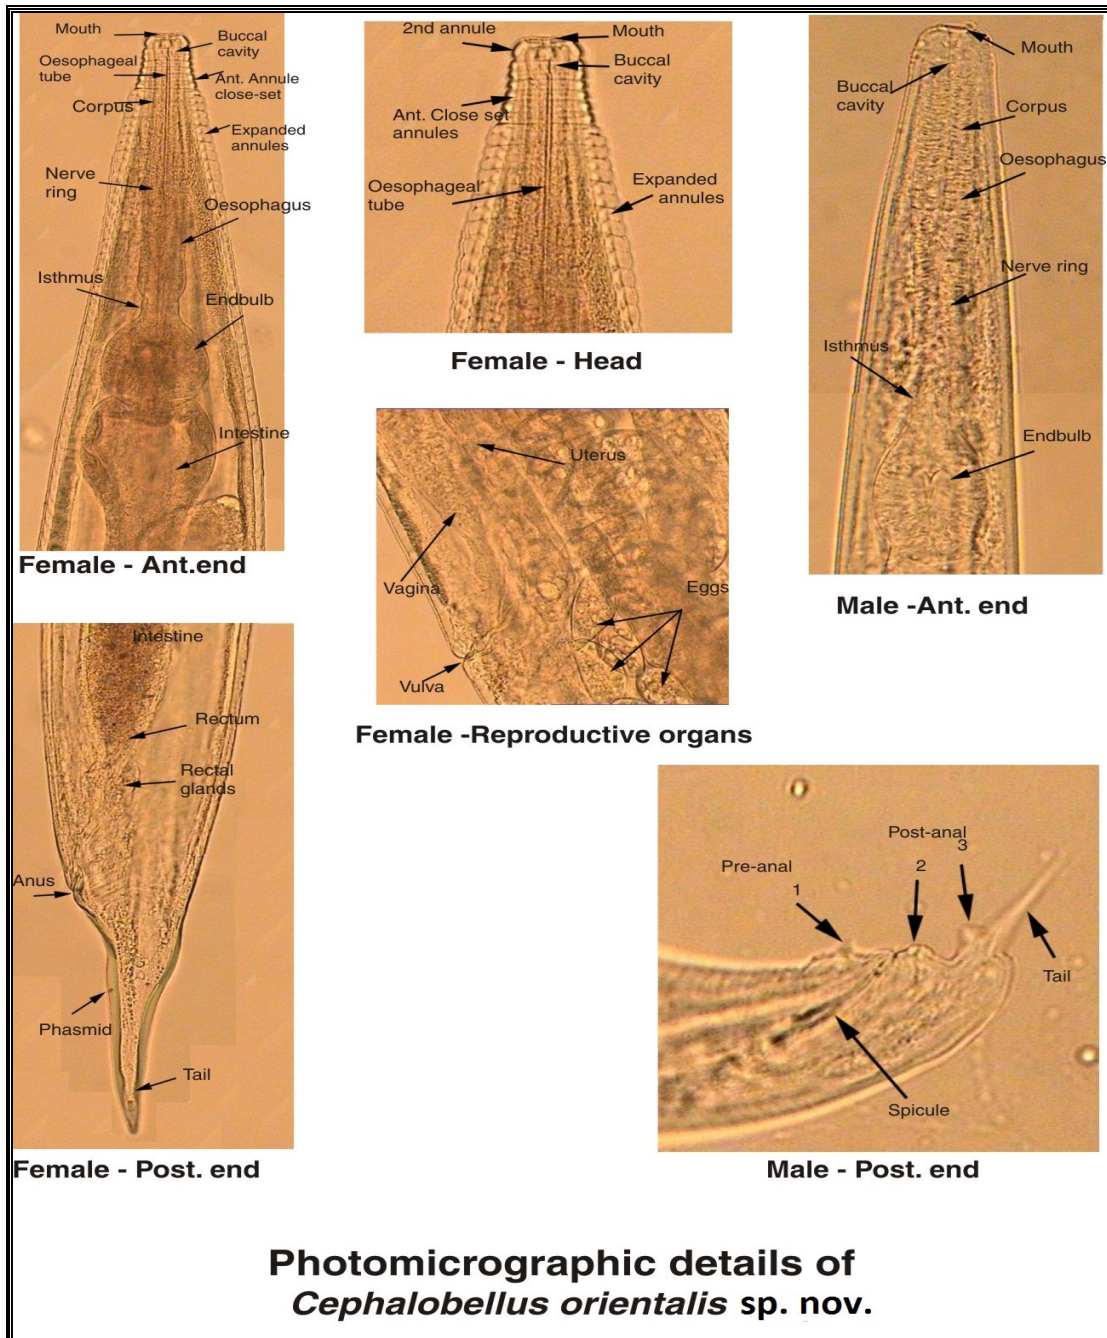 Mouth
Buccal
cavity
Oesophageal
tube
Ant. Annule
close-set
Corpus
Expanded
annules
Nerve
ring
Oesophagus
Isthmus
Endbulb
Intestine
Female - Ant.end
2nd annule
Mouth
Buccal
cavity
Ant. Close set
annules
Oesophageal
tube
Expanded
annules
Female - Head
Mouth
Buccal
cavity
Corpus
Oesophagus
Nerve ring
Isthmus
Endbulb
Male -Ant. end
Uterus
Vagina
Eggs
Vulva
Female -Reproductive organs
Intestine
Rectum
Rectal
glands
Anus
Phasmid
Tail
Female - Post. end
Post-anal
3
Pre-anal
2
1
Tail
Spicule
Male - Post. end
Photomicrographic details of
Cephalobellus orientalis sp. nov.